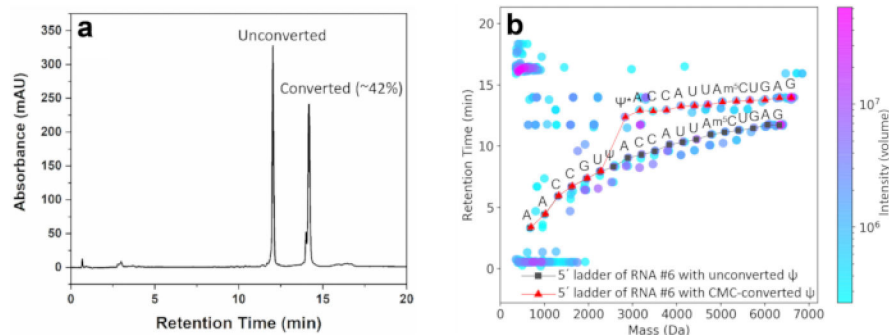 a
Unconverted
Converted (~42%)
350
300
250
200
150
100
50
0
Absorbance (mAU)
0 5 10 15 20
Retention Time (min)
b
20
15
10
5
0
Retention Time (min)
Ψ*A C C A U U A m⁵C U G A G
A A C C G U Ψ A C C A U U A m⁵C U G A G
5´ ladder of RNA #6 with unconverted ψ
5´ ladder of RNA #6 with CMC-converted ψ
0 1000 2000 3000 4000 5000 6000 7000
Mass (Da)
10⁷
10⁶
Intensity (volume)